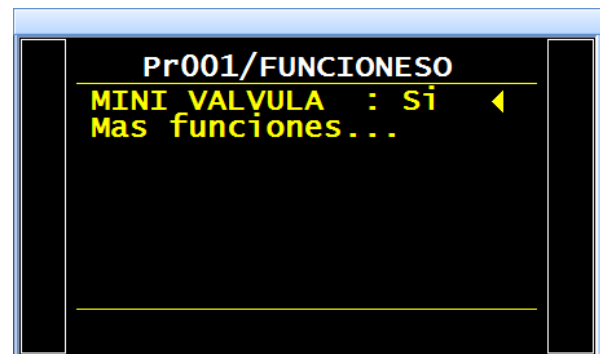 Pr001/FUNCIONESO
MINI VALVULA : Si
Mas funciones...